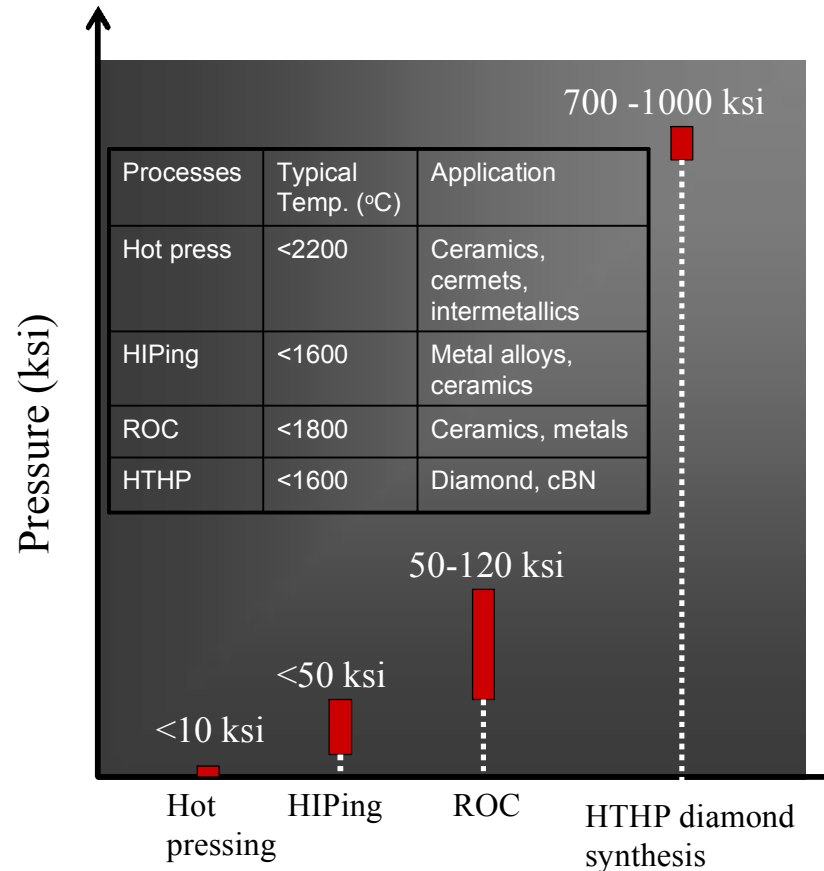 Pressure (ksi)
700 -1000 ksi
Processes Typical Temp. (°C) Application
Hot press <2200 Ceramics, cermets, intermetallics
HIPing <1600 Metal alloys, ceramics
ROC <1800 Ceramics, metals
HTHP <1600 Diamond, cBN
50-120 ksi
<50 ksi
<10 ksi
Hot
pressing
HIPing
ROC
HTHP diamond
synthesis